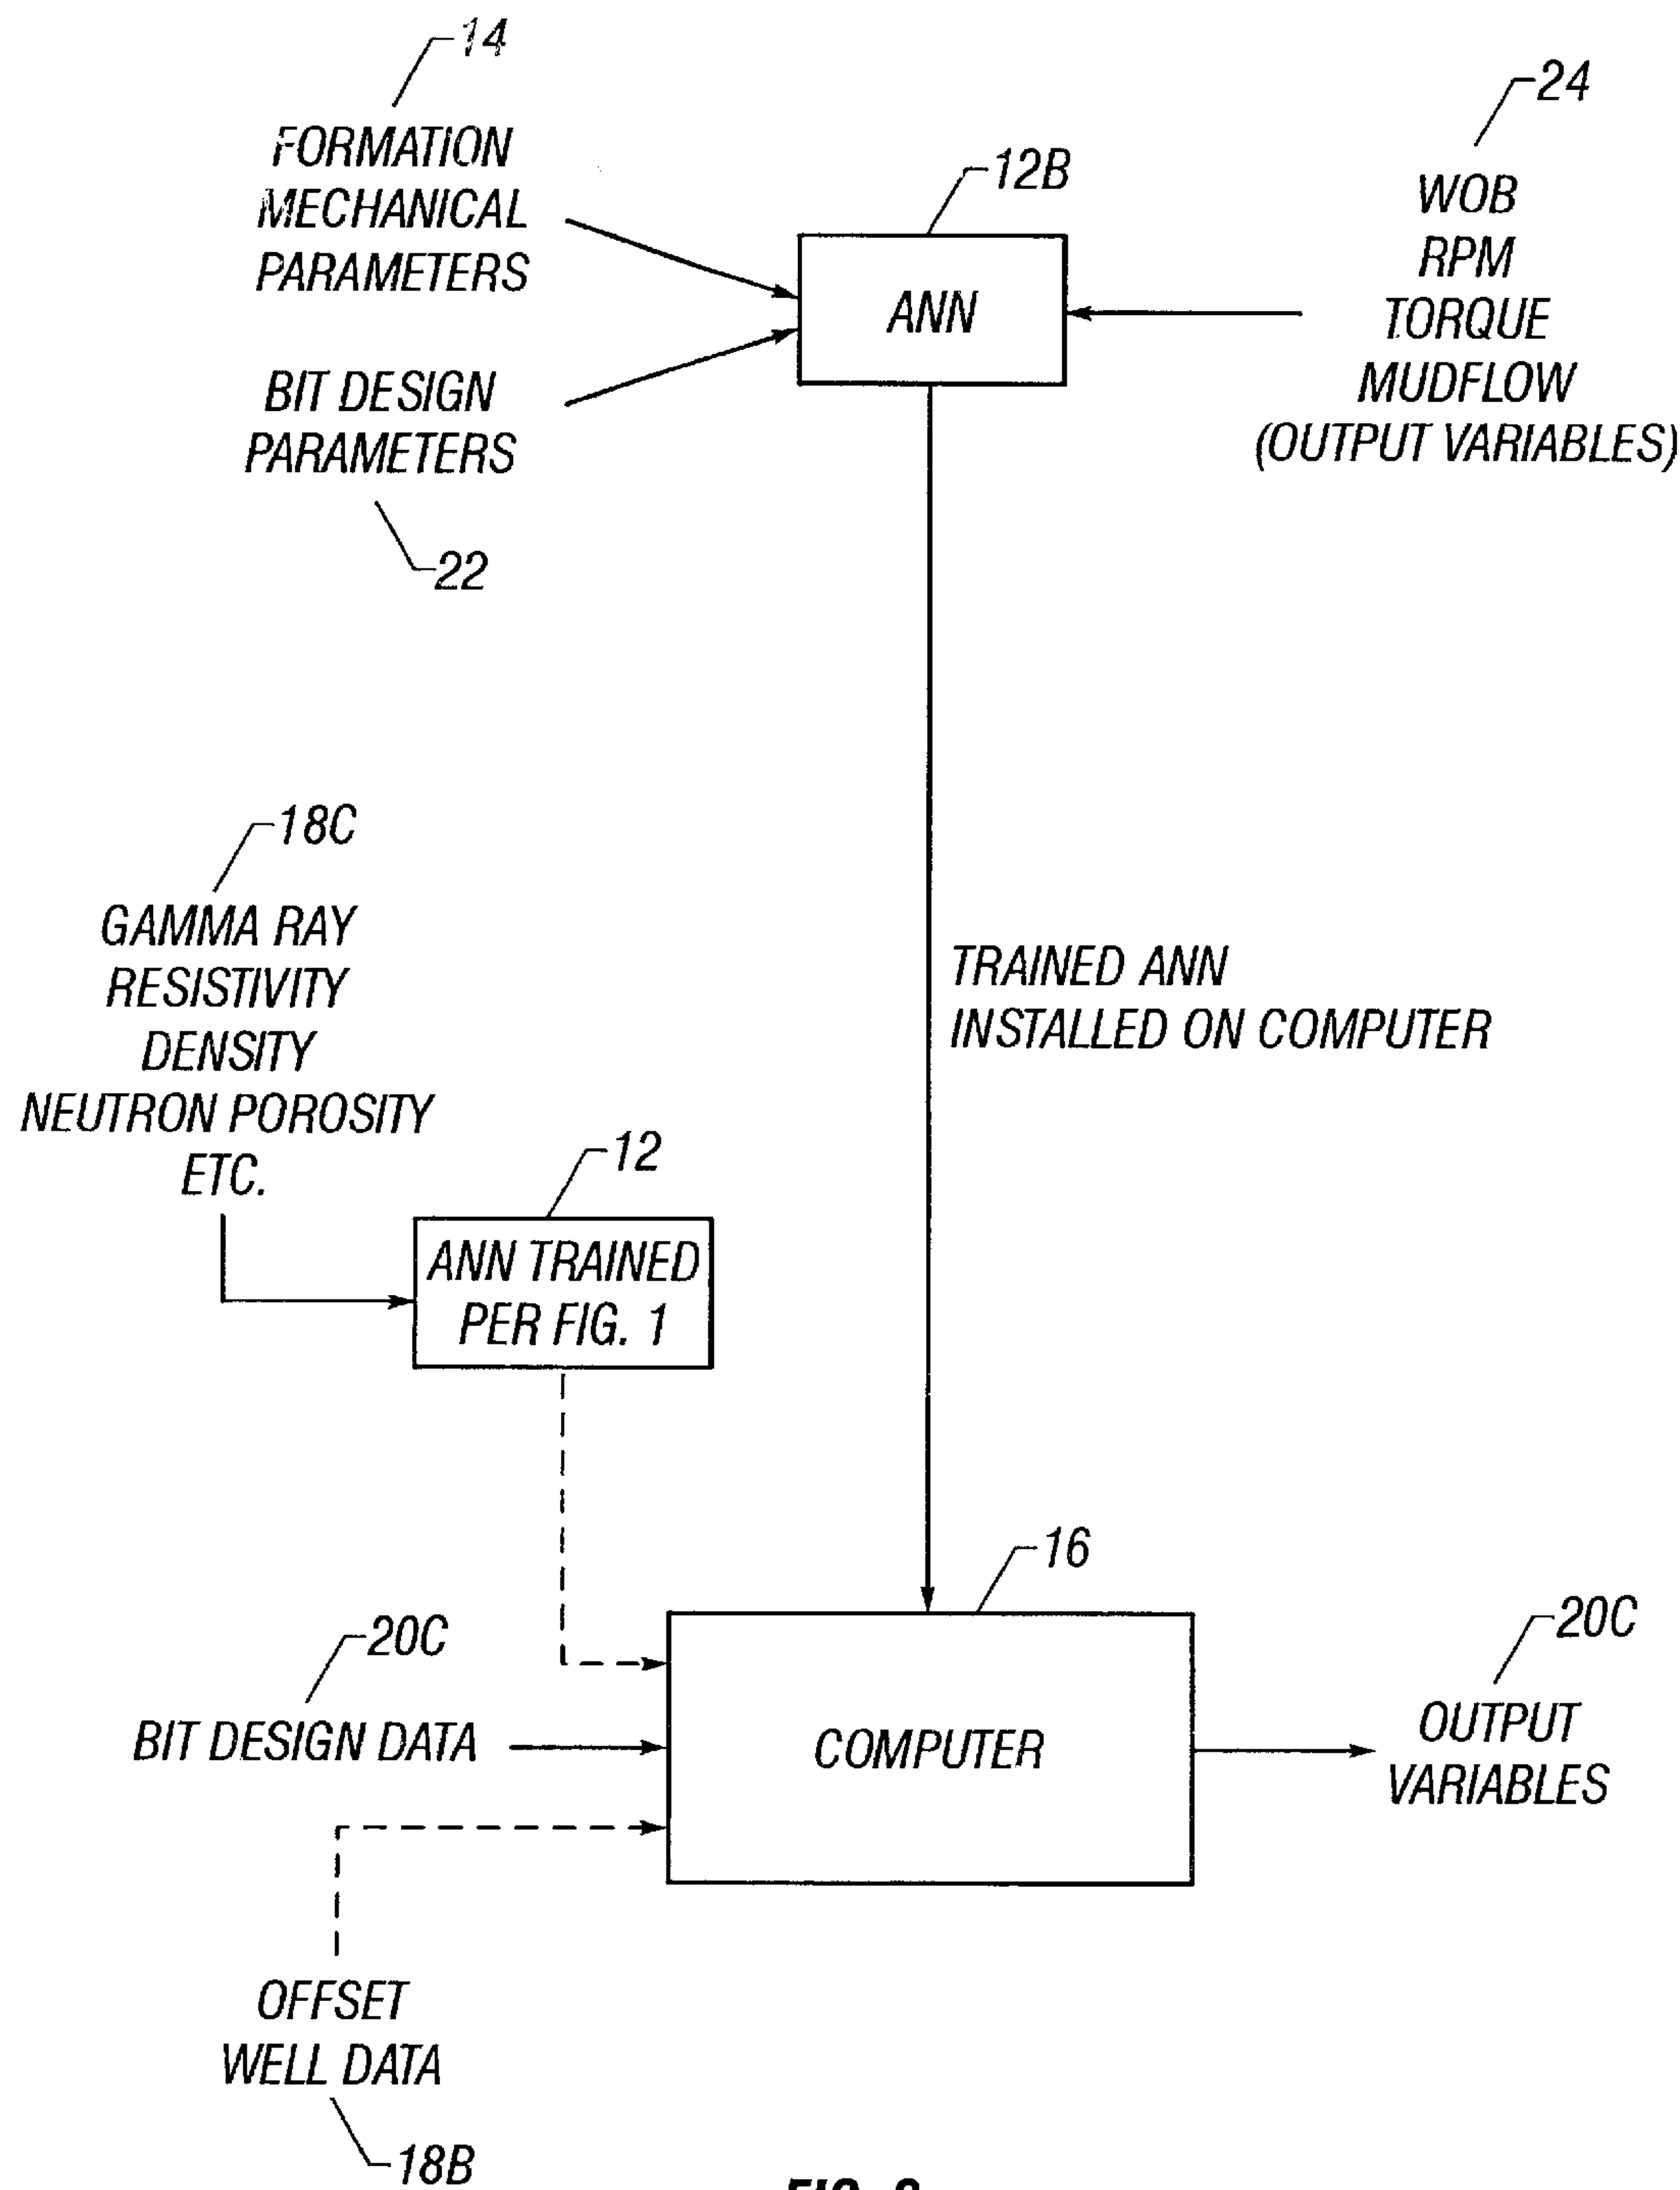 14
FORMATION
MECHANICAL
PARAMETERS
24
WOB
RPM
TORQUE
MUDFLOW
(OUTPUT VARIABLES)
12B
ANN
BIT DESIGN
PARAMETERS
22
18C
GAMMA RAY
RESISTIVITY
DENSITY
NEUTRON POROSITY
ETC.
TRAINED ANN
INSTALLED ON COMPUTER
12
ANN TRAINED
PER FIG. 1
16
20C
BIT DESIGN DATA
COMPUTER
20C
OUTPUT
VARIABLES
OFFSET
WELL DATA
18B